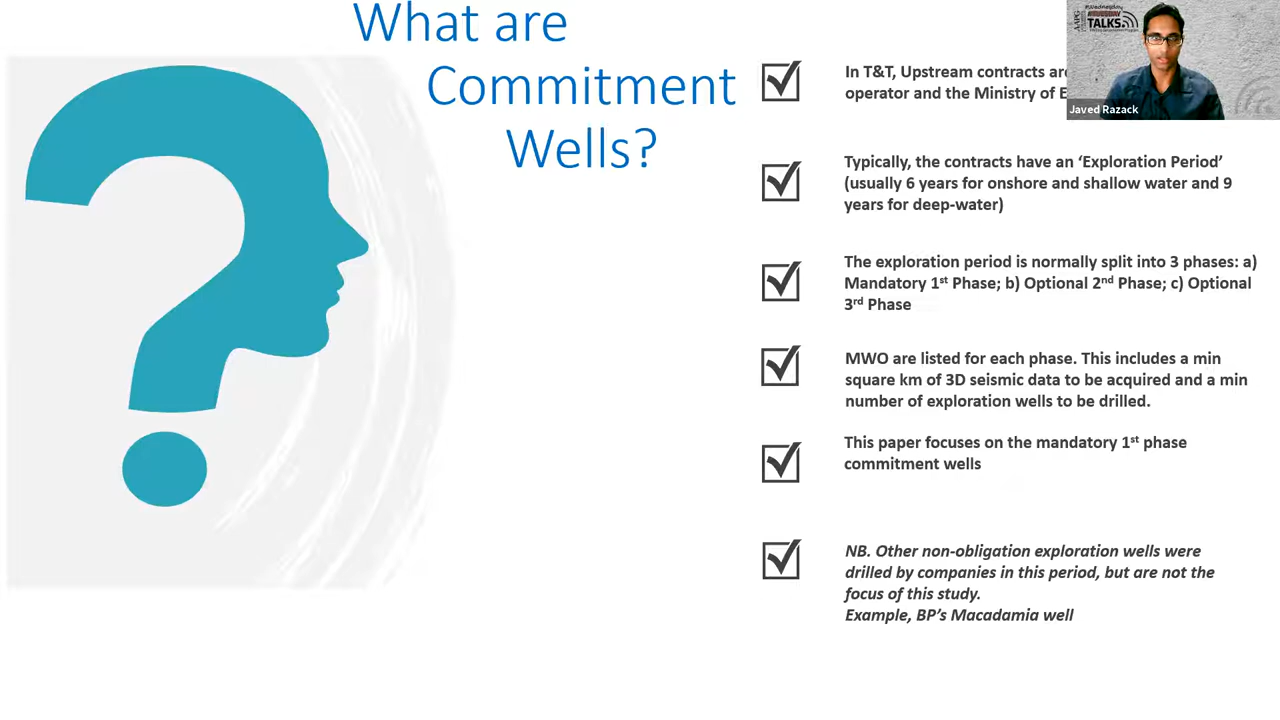 What are
Commitment
Wells?
In T&T, Upstream contracts are
operator and the Ministry of E
Typically, the contracts have an ‘Exploration Period’
(usually 6 years for onshore and shallow water and 9
years for deep-water)
The exploration period is normally split into 3 phases: a)
Mandatory 1st Phase; b) Optional 2nd Phase; c) Optional
3rd Phase
MWO are listed for each phase. This includes a min
square km of 3D seismic data to be acquired and a min
number of exploration wells to be drilled.
This paper focuses on the mandatory 1st phase
commitment wells
NB. Other non-obligation exploration wells were
drilled by companies in this period, but are not the
focus of this study.
Example, BP’s Macadamia well
AAPG
#Wednesday
#TUESDAY
TALKS
Javed Razack